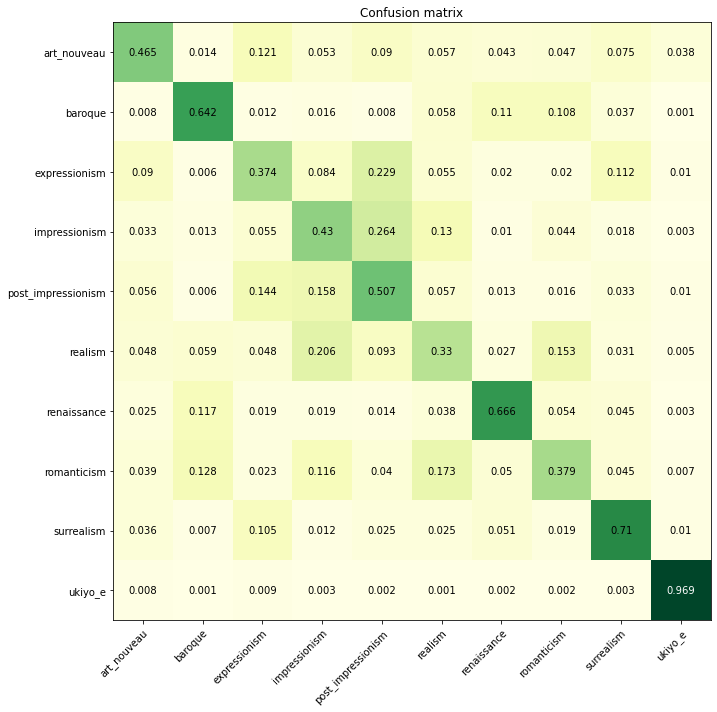 Confusion matrix
art_nouveau 0.465 0.014 0.121 0.053 0.09 0.057 0.043 0.047 0.075 0.038
baroque 0.008 0.642 0.012 0.016 0.008 0.058 0.11 0.108 0.037 0.001
expressionism 0.09 0.006 0.374 0.084 0.229 0.055 0.02 0.02 0.112 0.01
impressionism 0.033 0.013 0.055 0.43 0.264 0.13 0.01 0.044 0.018 0.003
post_impressionism 0.056 0.006 0.144 0.158 0.507 0.057 0.013 0.016 0.033 0.01
realism 0.048 0.059 0.048 0.206 0.093 0.33 0.027 0.153 0.031 0.005
renaissance 0.025 0.117 0.019 0.019 0.014 0.038 0.666 0.054 0.045 0.003
romanticism 0.039 0.128 0.023 0.116 0.04 0.173 0.05 0.379 0.045 0.007
surrealism 0.036 0.007 0.105 0.012 0.025 0.025 0.051 0.019 0.71 0.01
ukiyo_e 0.008 0.001 0.009 0.003 0.002 0.001 0.002 0.002 0.003 0.969
art_nouveau baroque expressionism impressionism post_impressionism realism renaissance romanticism surrealism ukiyo_e